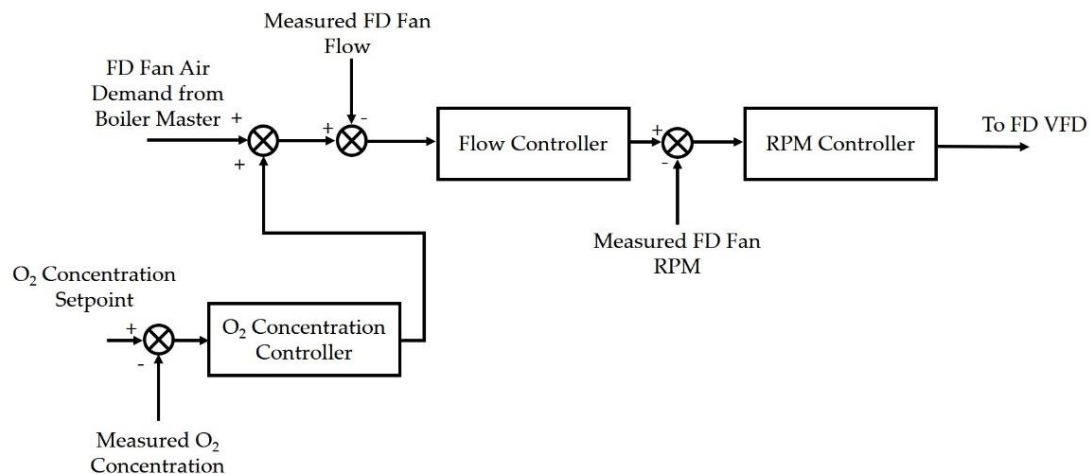 Measured FD Fan
Flow
FD Fan Air
Demand from
Boiler Master
+
+
+
-
Flow Controller
+
-
RPM Controller
To FD VFD
Measured FD Fan
RPM
O₂ Concentration
Setpoint
+
-
O₂ Concentration
Controller
Measured O₂
Concentration